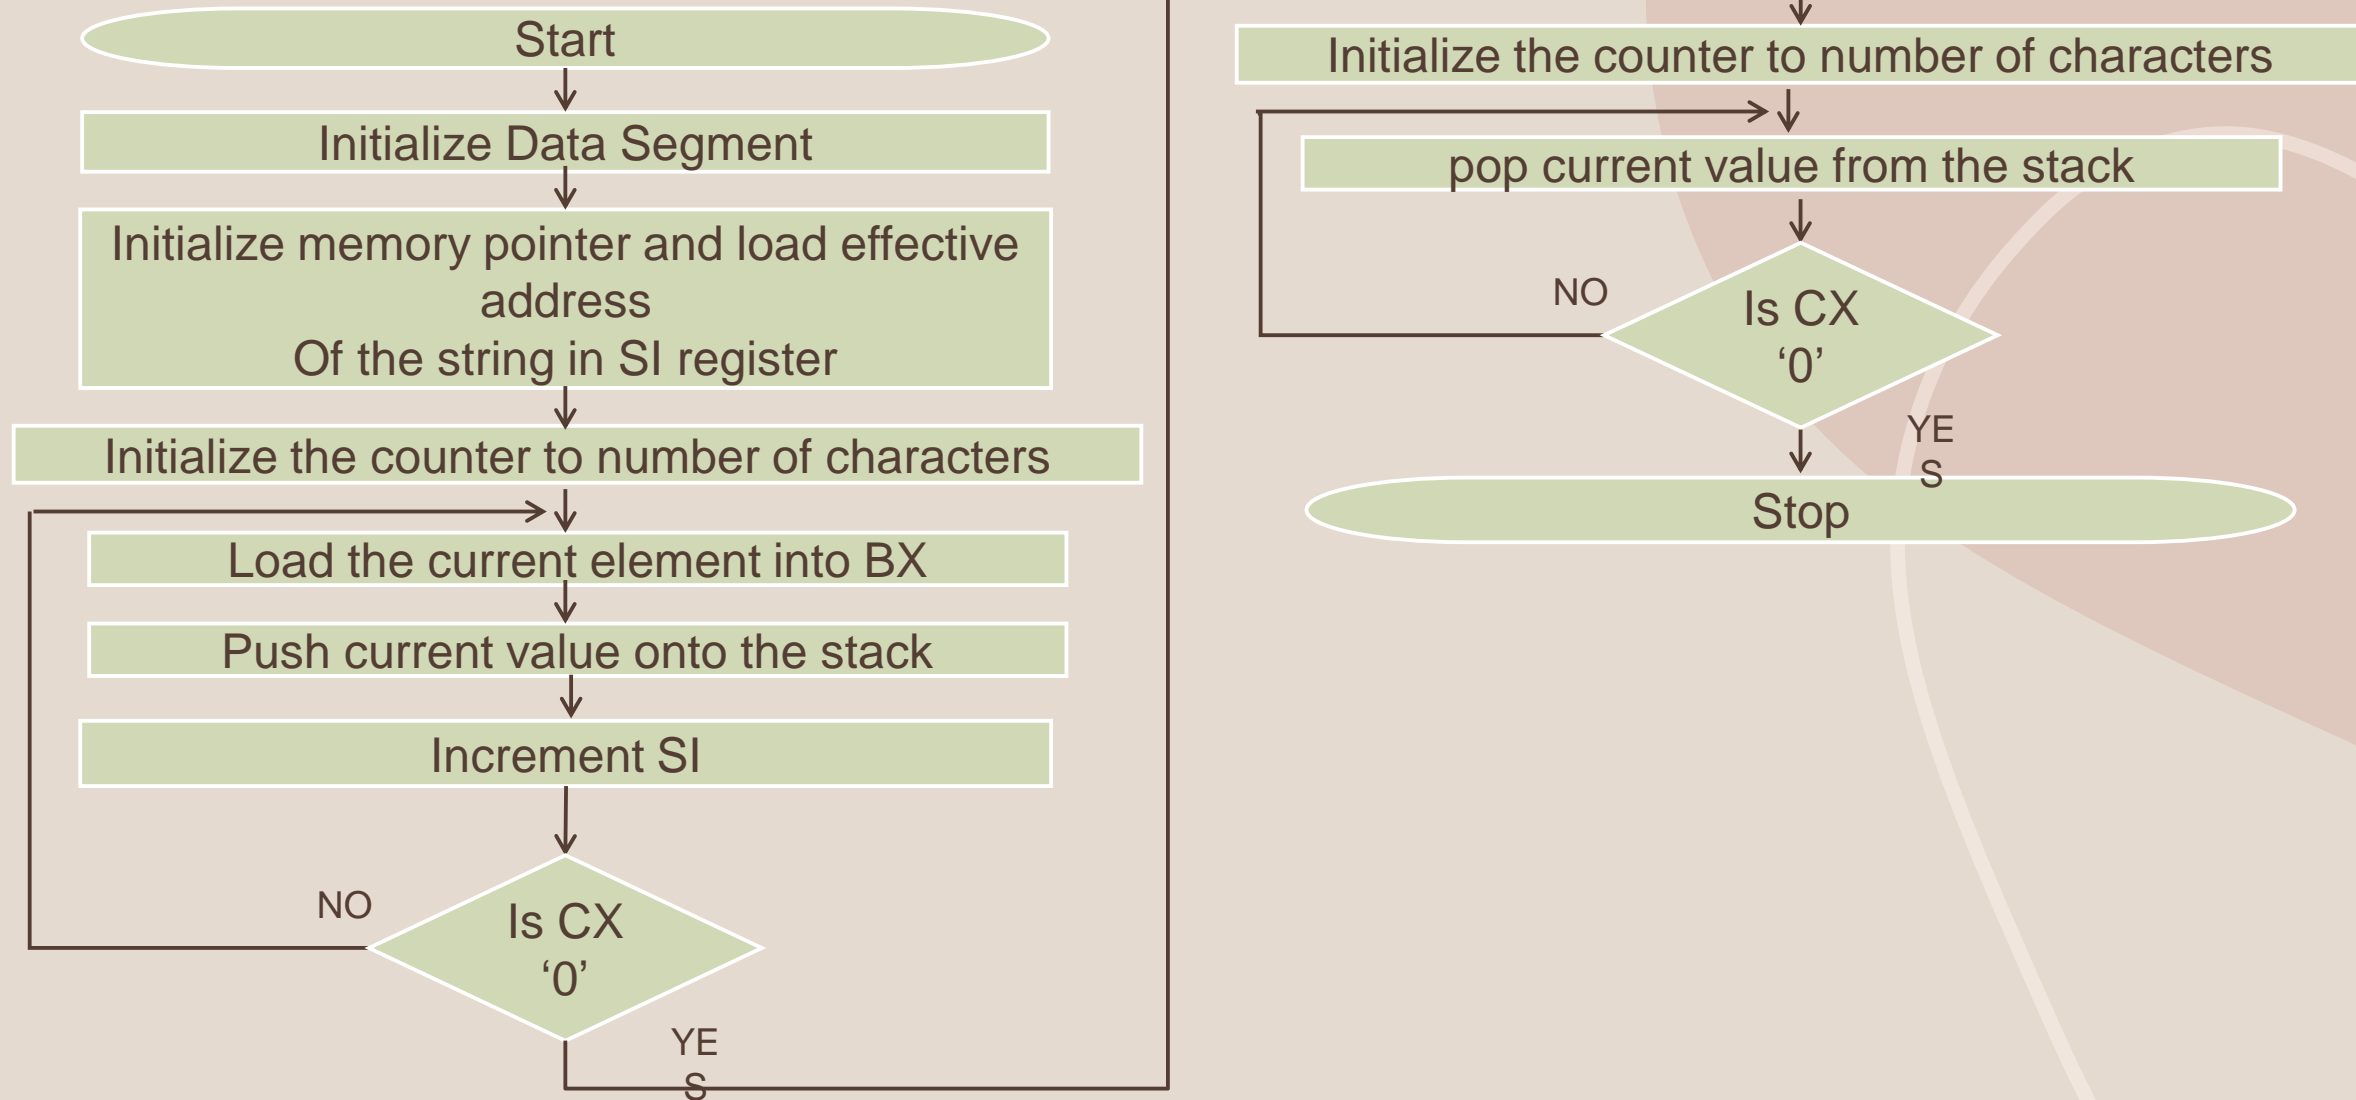 Start
Initialize Data Segment
Initialize memory pointer and load effective
address
Of the string in SI register
Initialize the counter to number of characters
Load the current element into BX
Push current value onto the stack
Increment SI
NO
Is CX
‘0’
YE
S
Initialize the counter to number of characters
pop current value from the stack
NO
Is CX
‘0’
YE
S
Stop